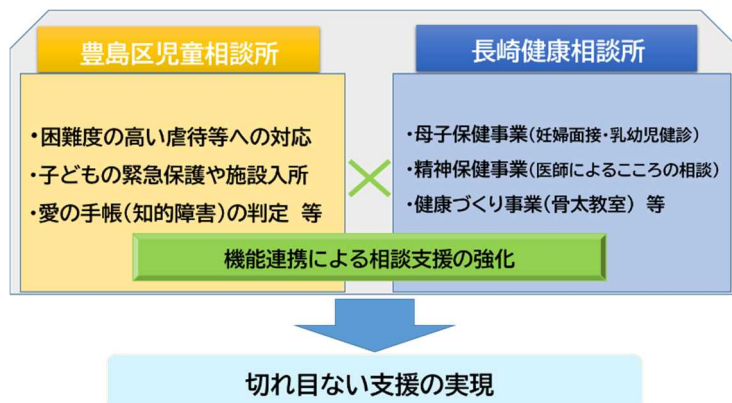 豊島区児童相談所
・困難度の高い虐待等への対応
・子どもの緊急保護や施設入所
・愛の手帳(知的障害)の判定 等
×
長崎健康相談所
・母子保健事業(妊婦面接・乳幼児健診)
・精神保健事業(医師によるこころの相談)
・健康づくり事業(骨太教室) 等
機能連携による相談支援の強化
切れ目ない支援の実現